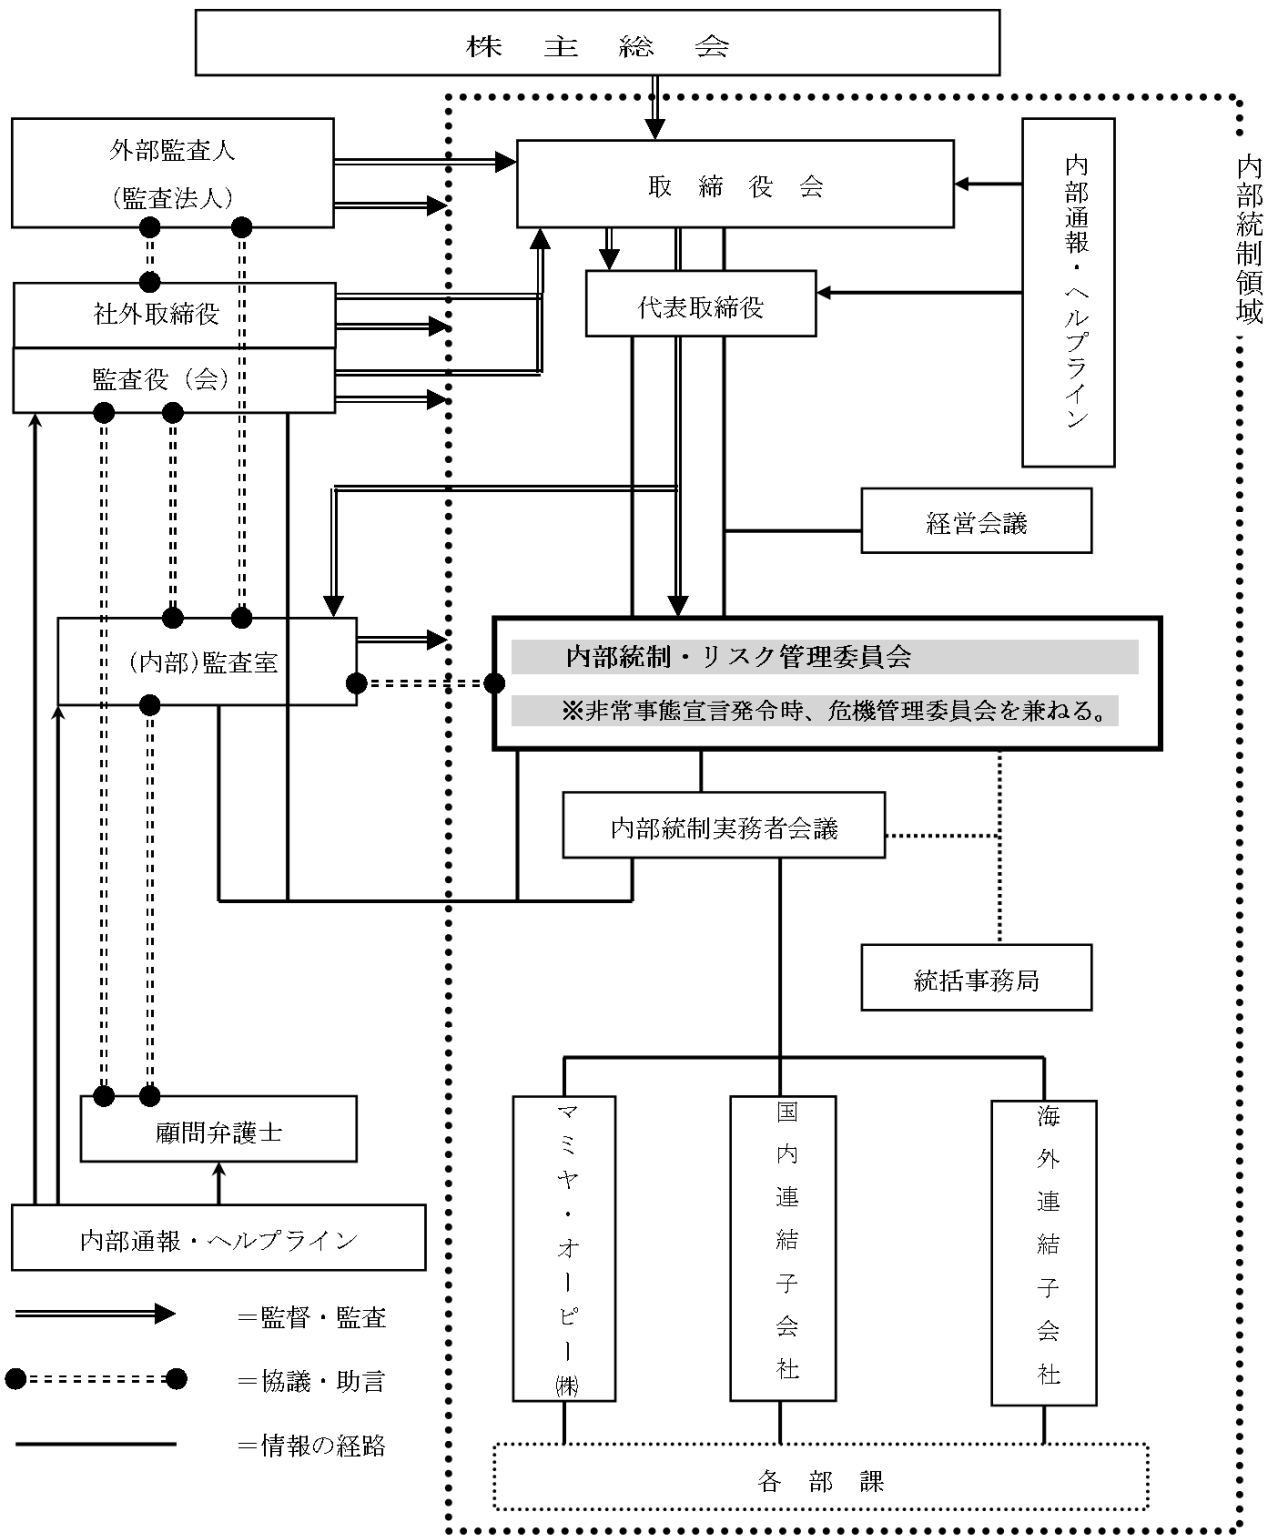 株主総会
外部監査人
(監査法人)
取締役会
内部通報・ヘルプライン
内部統制領域
社外取締役
代表取締役
監査役（会）
経営会議
(内部)監査室
内部統制・リスク管理委員会
※非常事態宣言発令時、危機管理委員会を兼ねる。
内部統制実務者会議
統括事務局
顧問弁護士
マミヤ・オーピー㈱
国内連結子会社
海外連結子会社
内部通報・ヘルプライン
＝監督・監査
＝協議・助言
＝情報の経路
各部課